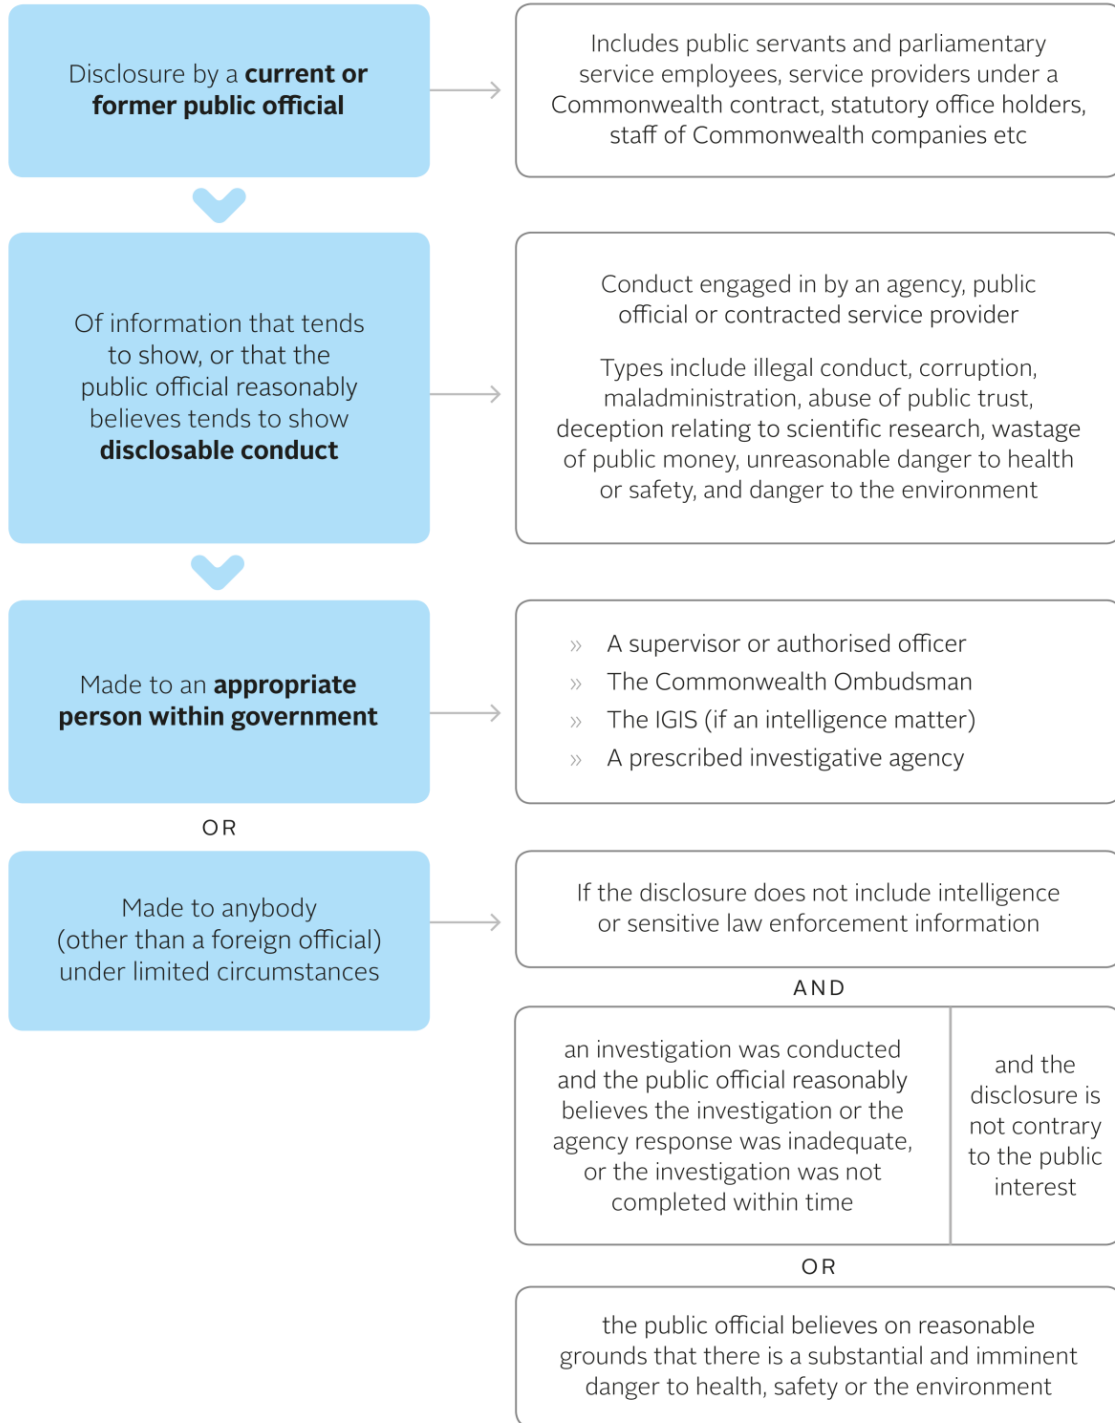 Disclosure by a current or
former public official
Includes public servants and parliamentary
service employees, service providers under a
Commonwealth contract, statutory office holders,
staff of Commonwealth companies etc
Of information that tends
to show, or that the
public official reasonably
believes tends to show
disclosable conduct
Conduct engaged in by an agency, public
official or contracted service provider
Types include illegal conduct, corruption,
maladministration, abuse of public trust,
deception relating to scientific research, wastage
of public money, unreasonable danger to health
or safety, and danger to the environment
Made to an appropriate
person within government
» A supervisor or authorised officer
» The Commonwealth Ombudsman
» The IGIS (if an intelligence matter)
» A prescribed investigative agency
OR
Made to anybody
(other than a foreign official)
under limited circumstances
If the disclosure does not include intelligence
or sensitive law enforcement information
AND
an investigation was conducted
and the public official reasonably
believes the investigation or the
agency response was inadequate,
or the investigation was not
completed within time
and the
disclosure is
not contrary
to the public
interest
OR
the public official believes on reasonable
grounds that there is a substantial and imminent
danger to health, safety or the environment